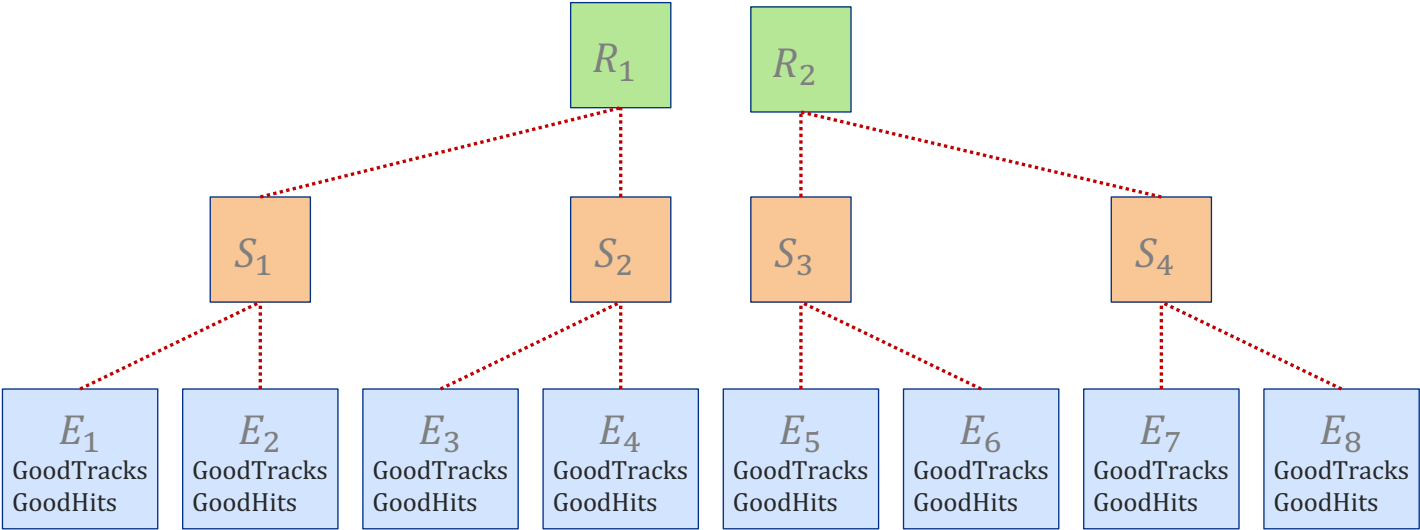 R₁
R₂
S₁
S₂
S₃
S₄
E₁
GoodTracks
GoodHits
E₂
GoodTracks
GoodHits
E₃
GoodTracks
GoodHits
E₄
GoodTracks
GoodHits
E₅
GoodTracks
GoodHits
E₆
GoodTracks
GoodHits
E₇
GoodTracks
GoodHits
E₈
GoodTracks
GoodHits